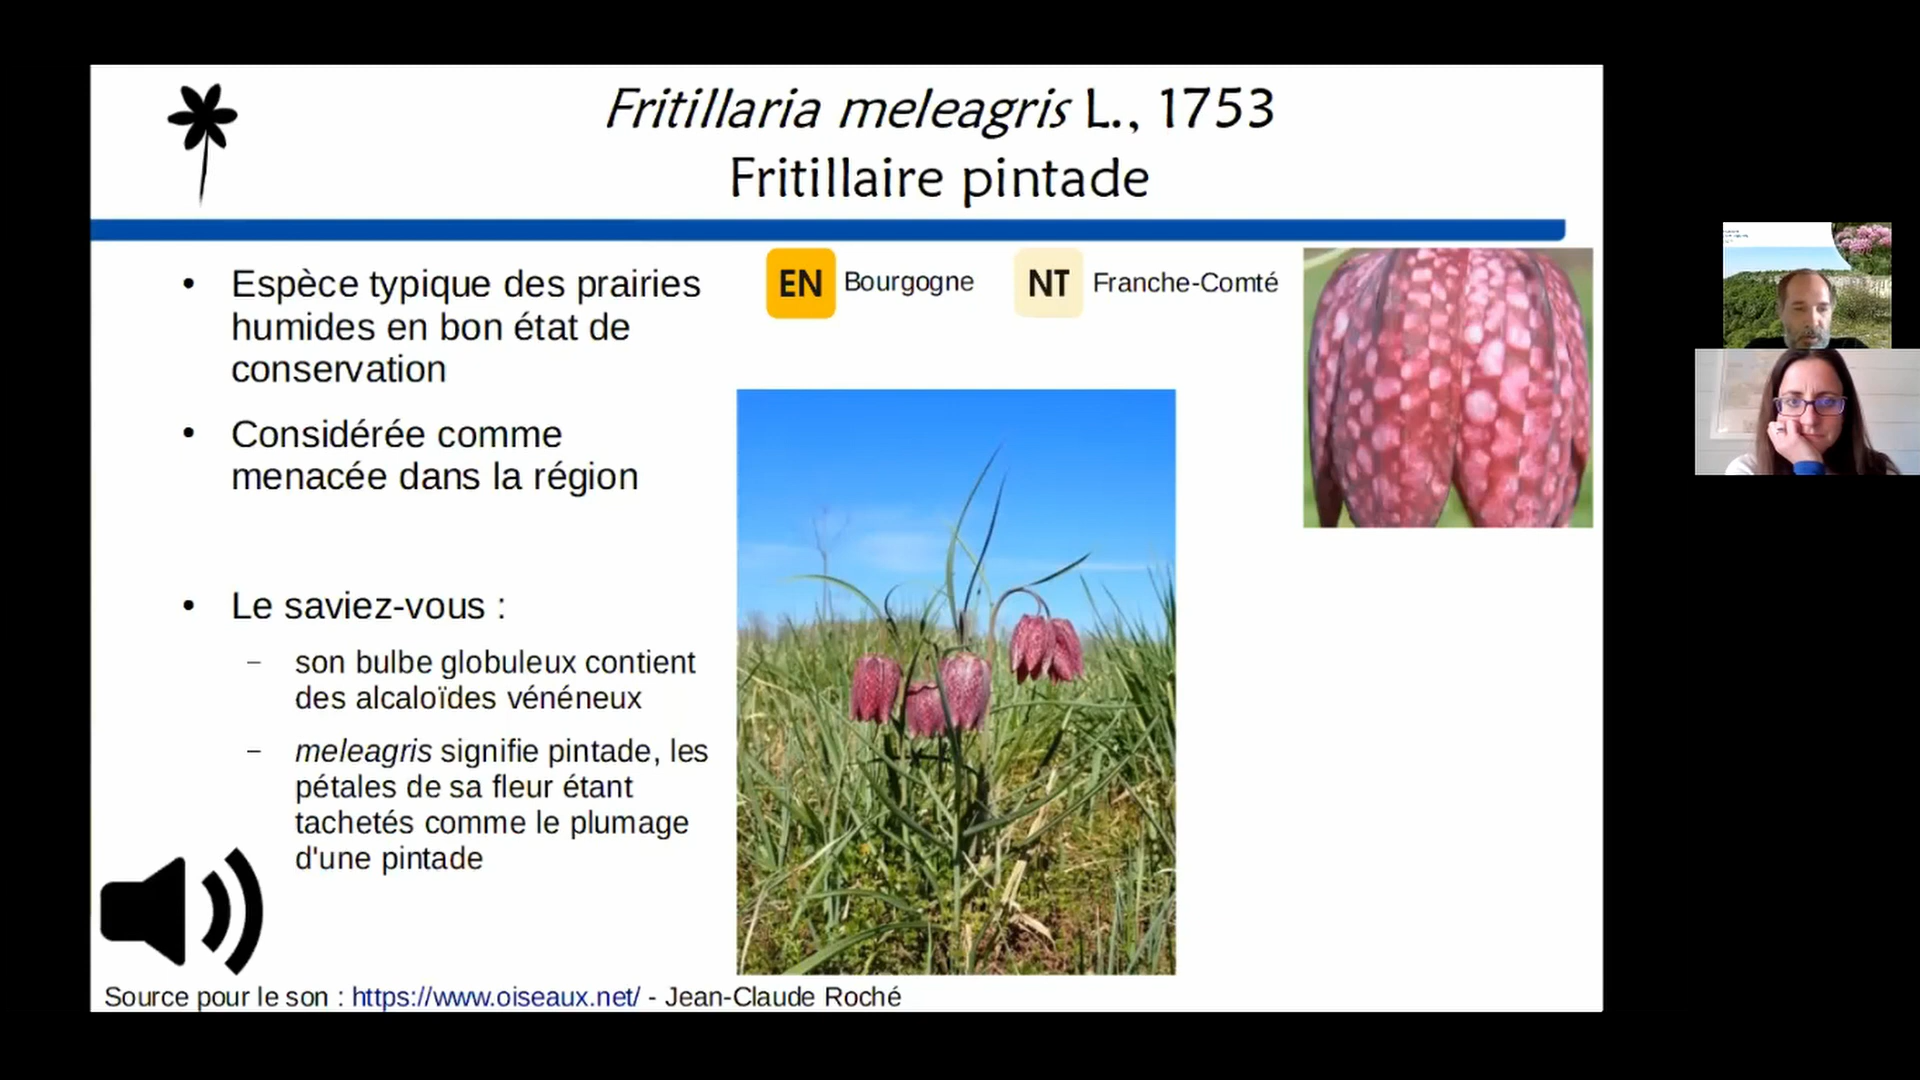 Fritillaria meleagris L., 1753
Fritillaire pintade
EN Bourgogne NT Franche-Comté
• Espèce typique des prairies
humides en bon état de
conservation
• Considérée comme
menacée dans la région
• Le saviez-vous :
– son bulbe globuleux contient
des alcaloïdes vénéneux
– meleagris signifie pintade, les
pétales de sa fleur étant
tachetés comme le plumage
d'une pintade
Source pour le son : https://www.oiseaux.net/ - Jean-Claude Roché